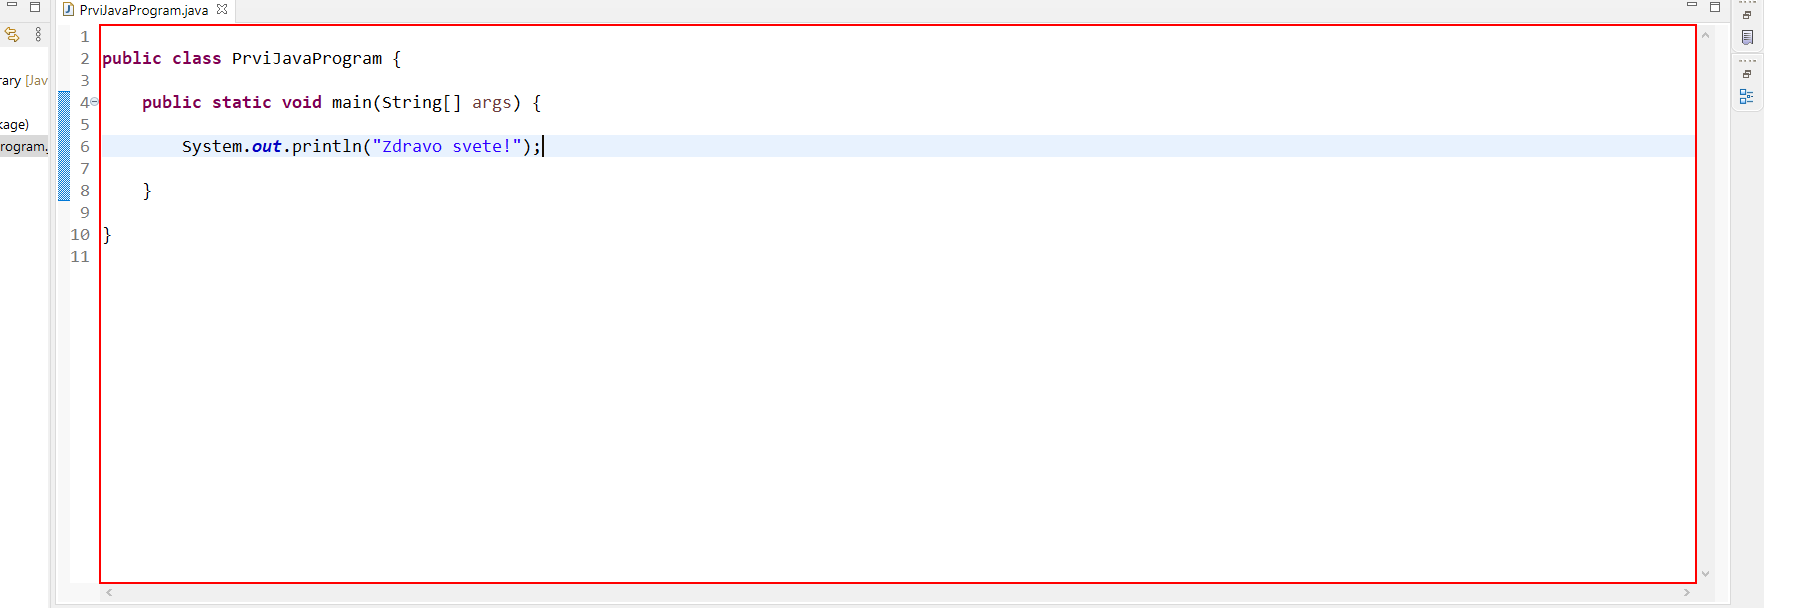 PrviJavaProgram.java
rary [Jav
kage)
rogram.
1
2 public class PrviJavaProgram {
3
4 public static void main(String[] args) {
5
6 System.out.println("Zdravo svete!");
7
8 }
9
10 }
11